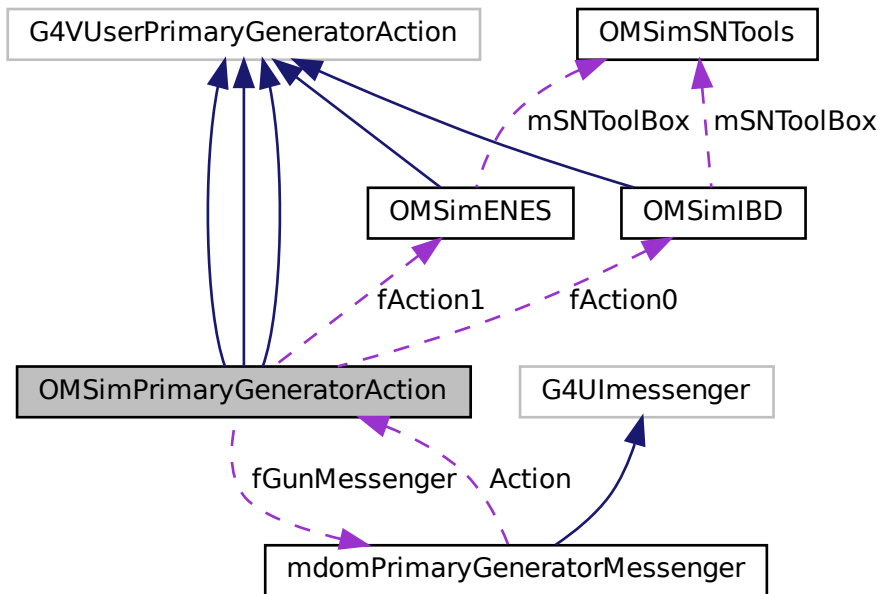 G4VUserPrimaryGeneratorAction
OMSimSNTools
mSNToolBox
mSNToolBox
OMSimENES
OMSimIBD
fAction1
fAction0
OMSimPrimaryGeneratorAction
G4UImessenger
fGunMessenger
Action
mdomPrimaryGeneratorMessenger